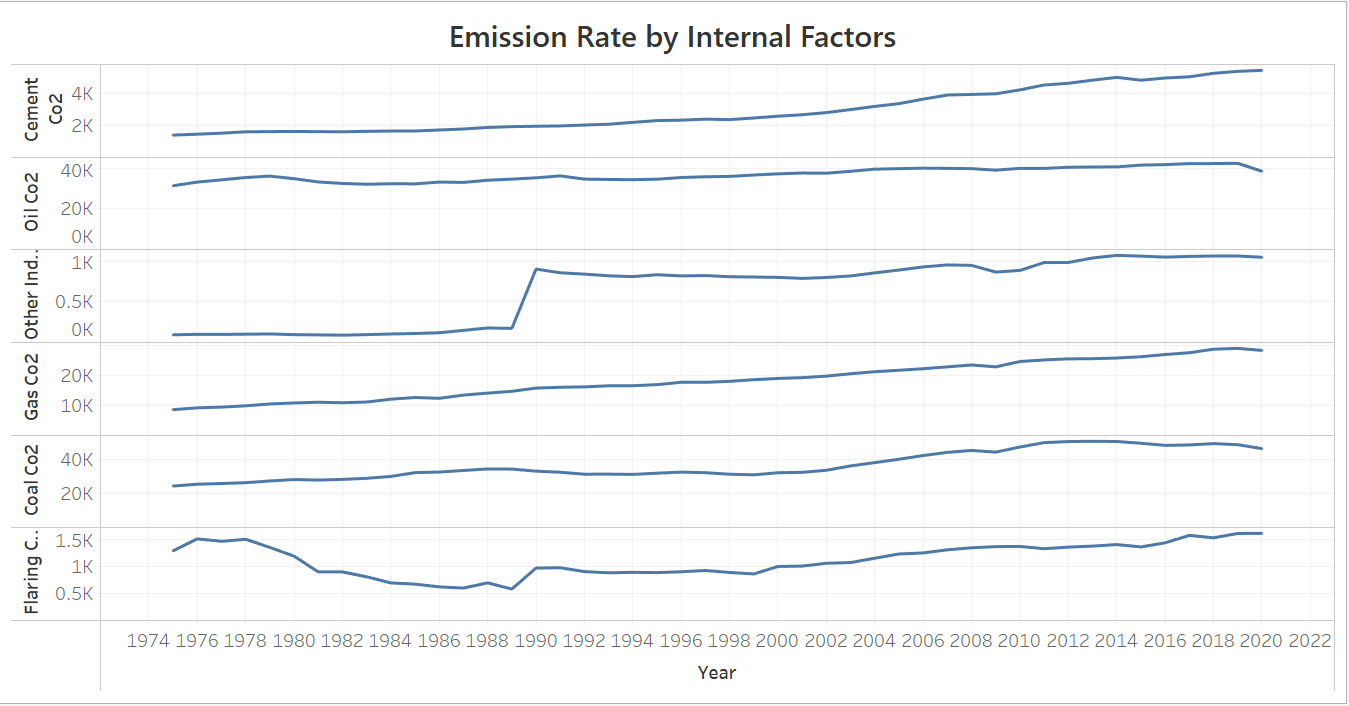 Emission Rate by Internal Factors
Cement
Co2
4K
2K
Oil Co2
40K
20K
0K
Other Ind..
1K
0.5K
0K
Gas Co2
20K
10K
Coal Co2
40K
20K
Flaring C..
1.5K
1K
0.5K
1974 1976 1978 1980 1982 1984 1986 1988 1990 1992 1994 1996 1998 2000 2002 2004 2006 2008 2010 2012 2014 2016 2018 2020 2022
Year